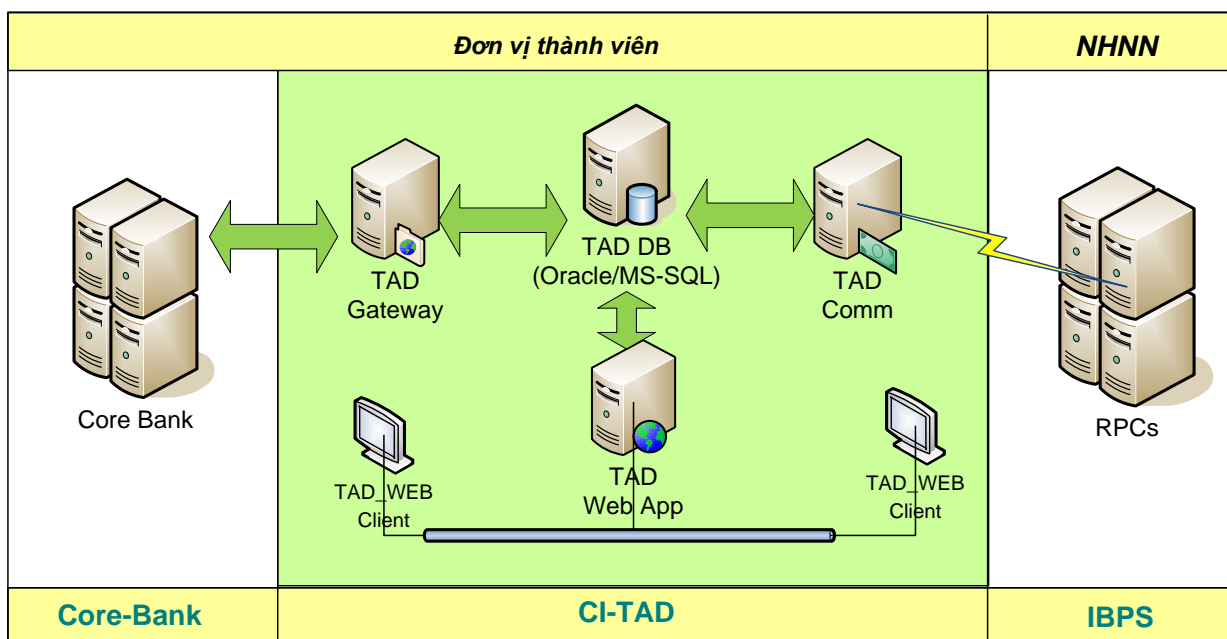 Đơn vị thành viên
NHNN
TAD DB
(Oracle/MS-SQL)
TAD
Gateway
TAD
Comm
Core Bank
RPCs
TAD_WEB
Client
TAD
Web App
TAD_WEB
Client
Core-Bank
CI-TAD
IBPS